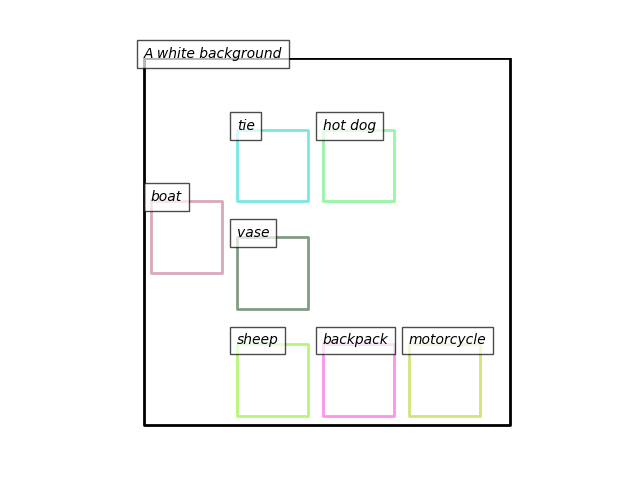 A white background
tie
hot dog
boat
vase
sheep
backpack
motorcycle